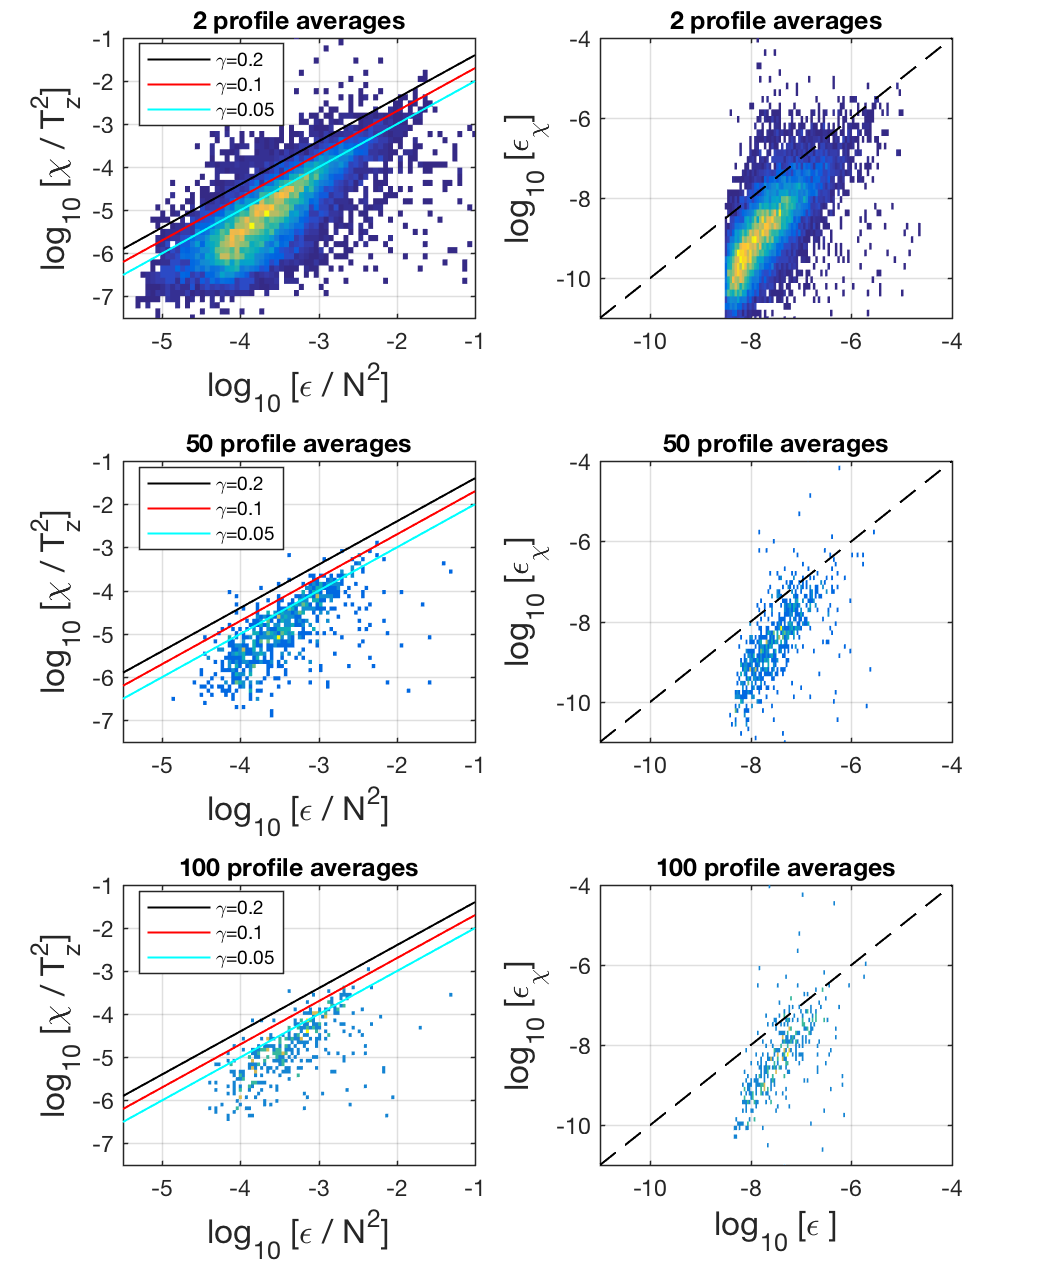 2 profile averages
-1
-2
-3
-4
-5
-6
-7
γ=0.2
γ=0.1
γ=0.05
-5 -4 -3 -2 -1
log10 [χ / T2z]
log10 [ϵ / N2]
2 profile averages
-4
-6
-8
-10
-10 -8 -6 -4
log10 [ϵχ]
50 profile averages
-1
-2
-3
-4
-5
-6
-7
γ=0.2
γ=0.1
γ=0.05
-5 -4 -3 -2 -1
log10 [χ / T2z]
log10 [ϵ / N2]
50 profile averages
-4
-6
-8
-10
-10 -8 -6 -4
log10 [ϵχ]
100 profile averages
-1
-2
-3
-4
-5
-6
-7
γ=0.2
γ=0.1
γ=0.05
-5 -4 -3 -2 -1
log10 [χ / T2z]
log10 [ϵ / N2]
100 profile averages
-4
-6
-8
-10
-10 -8 -6 -4
log10 [ϵχ]
log10 [ϵ ]